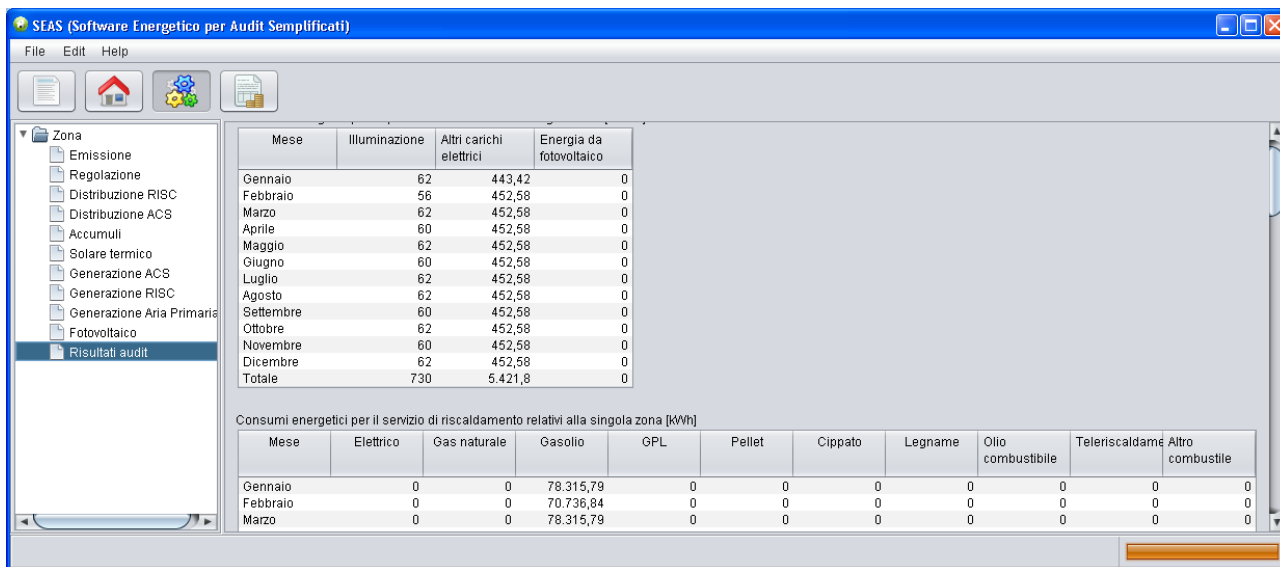 SEAS (Software Energetico per Audit Semplificati)
File Edit Help
Zona
Emissione
Regolazione
Distribuzione RISC
Distribuzione ACS
Accumuli
Solare termico
Generazione ACS
Generazione RISC
Generazione Aria Primaria
Fotovoltaico
Risultati audit
Mese Illuminazione Altri carichi elettrici Energia da fotovoltaico
Gennaio 62 443,42 0
Febbraio 56 452,58 0
Marzo 62 452,58 0
Aprile 60 452,58 0
Maggio 62 452,58 0
Giugno 60 452,58 0
Luglio 62 452,58 0
Agosto 62 452,58 0
Settembre 60 452,58 0
Ottobre 62 452,58 0
Novembre 60 452,58 0
Dicembre 62 452,58 0
Totale 730 5.421,8 0
Consumi energetici per il servizio di riscaldamento relativi alla singola zona [kWh]
Mese Elettrico Gas naturale Gasolio GPL Pellet Cippato Legname Olio combustibile Teleriscaldame Altro combustile
Gennaio 0 0 78.315,79 0 0 0 0 0 0 0
Febbraio 0 0 70.736,84 0 0 0 0 0 0 0
Marzo 0 0 78.315,79 0 0 0 0 0 0 0